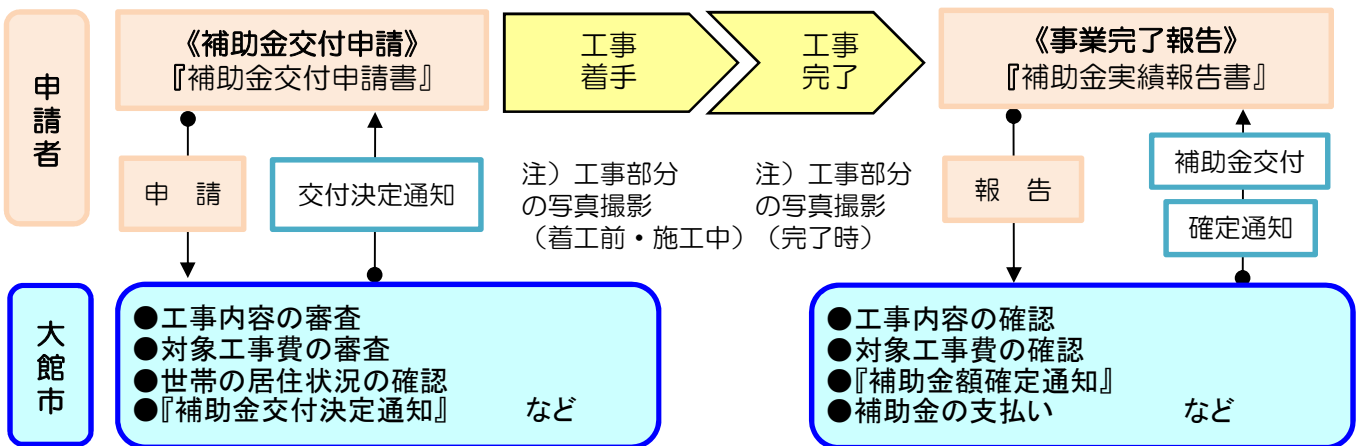 申請者
《補助金交付申請》
『補助金交付申請書』
工事
着手
工事
完了
《事業完了報告》
『補助金実績報告書』
申　請
交付決定通知
注）工事部分
の写真撮影
（着工前・施工中）
注）工事部分
の写真撮影
（完了時）
報　告
補助金交付
確定通知
大館市
●工事内容の審査
●対象工事費の審査
●世帯の居住状況の確認
●『補助金交付決定通知』　　など
●工事内容の確認
●対象工事費の確認
●『補助金額確定通知』
●補助金の支払い　　など